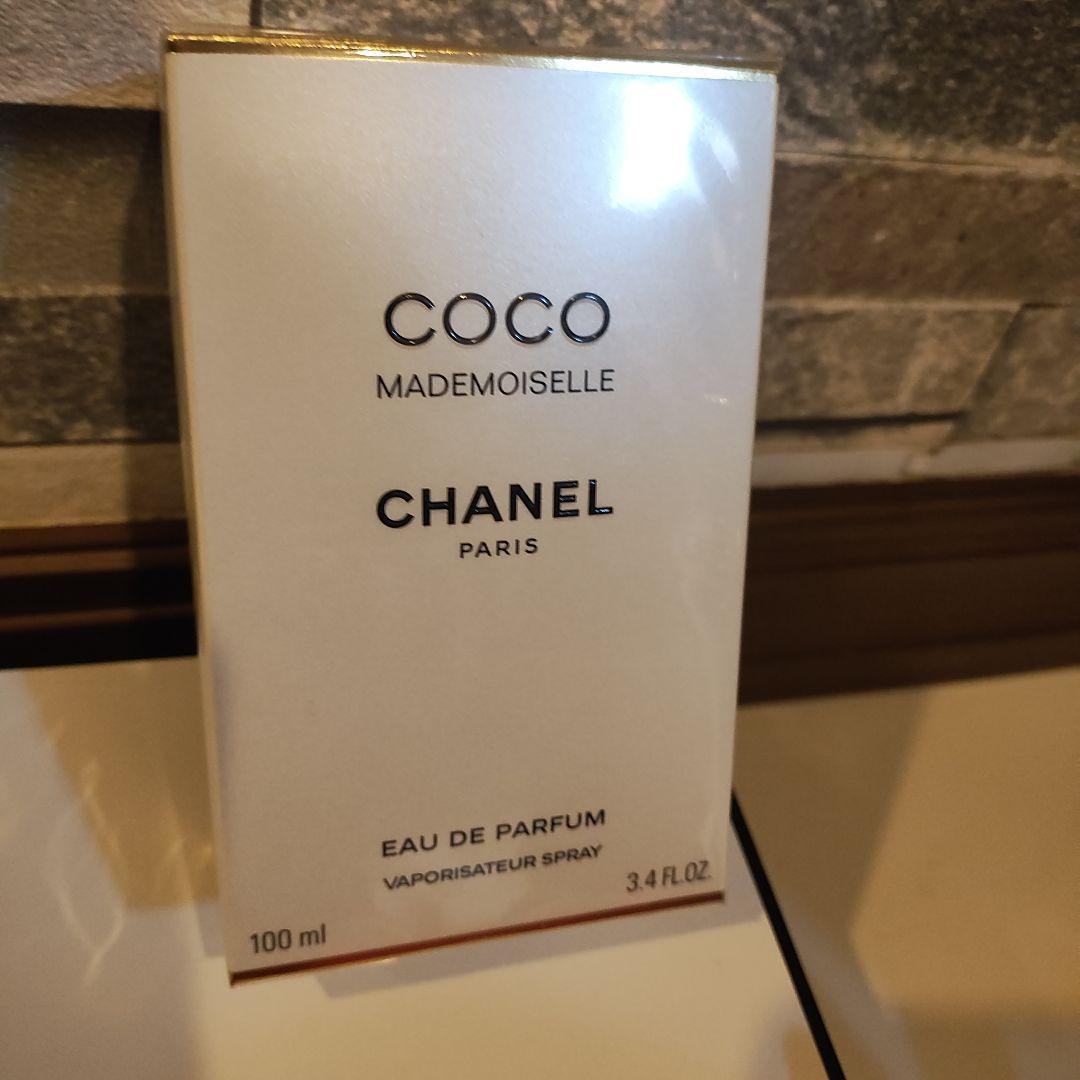 COCO
MADEMOISELLE
CHANEL
PARIS
EAU DE PARFUM
VAPORISATEUR SPRAY
100 ml
3.4 FL.OZ.